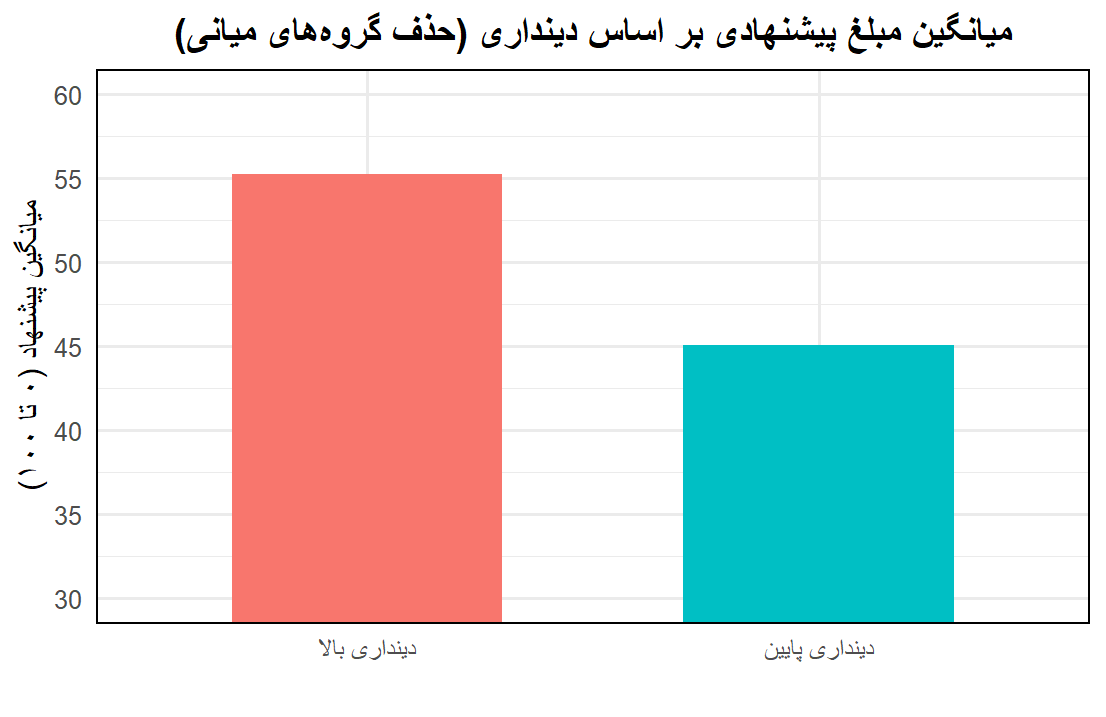 میانگین مبلغ پیشنهادی بر اساس دینداری (حذف گروه‌های میانی)
میانگین پیشنهاد (۰ تا ۱۰۰)
60
55
50
45
40
35
30
دینداری بالا
دینداری پایین